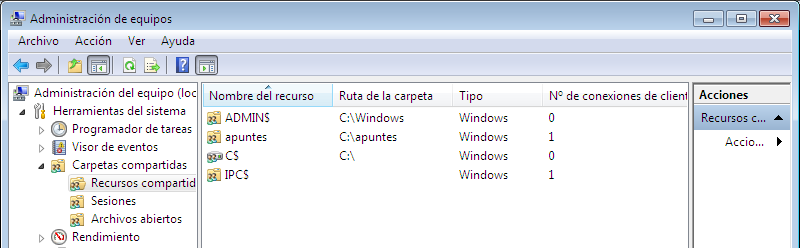 Administración de equipos
Archivo Acción Ver Ayuda
Administración del equipo (loc
Herramientas del sistema
Programador de tareas
Visor de eventos
Carpetas compartidas
Recursos compartid
Sesiones
Archivos abiertos
Rendimiento
Nombre del recurso Ruta de la carpeta Tipo Nº de conexiones de client
ADMIN$ C:\Windows Windows 0
apuntes C:\apuntes Windows 1
C$ C:\ Windows 0
IPC$ Windows 1
Acciones
Recursos c...
Accio...